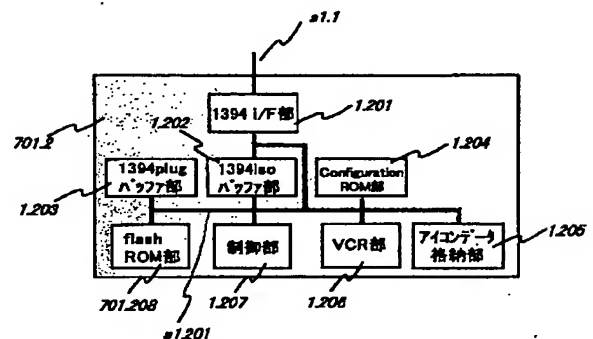 a1.1
1394 i/F部
1.201
701.2
1.202
1.204
1394plug
バッファ部
1394iso
バッファ部
Configuration
ROM部
1.203
flash
ROM部
制御部
VCR部
アイコンデータ
格納部
1.205
701.208
1.207
1.206
a1.201